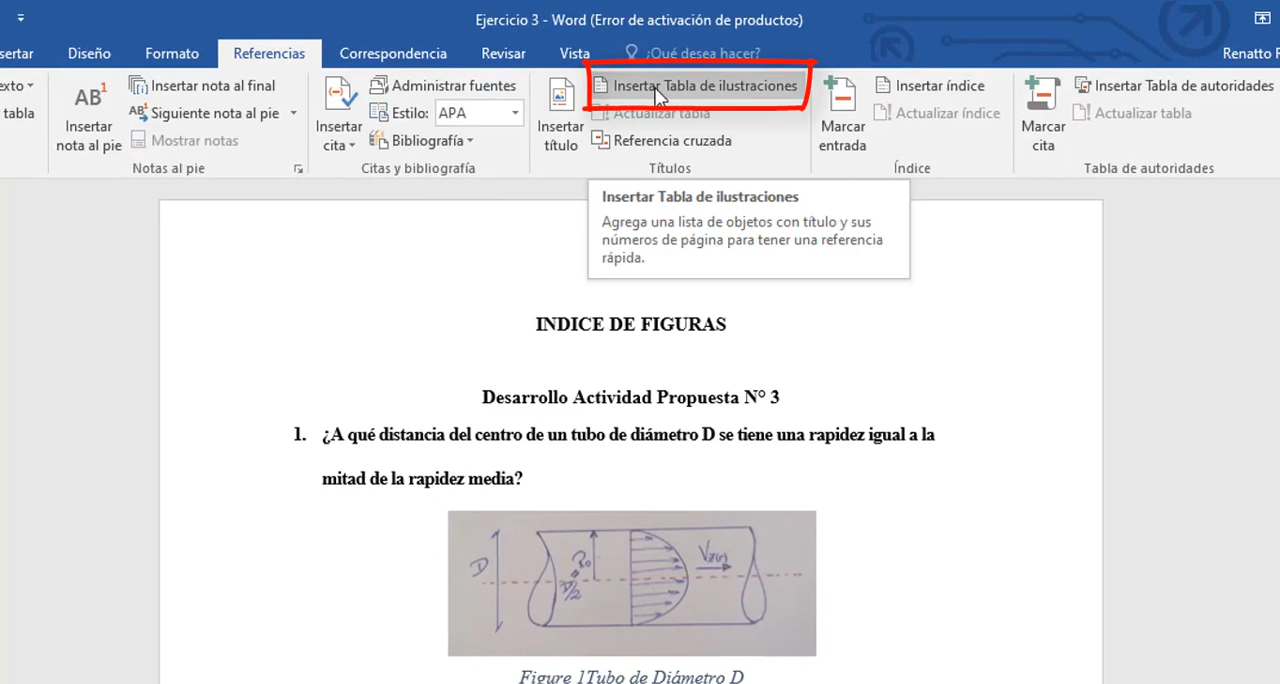 Ejercicio 3 - Word (Error de activación de productos)
sertar Diseño Formato Referencias Correspondencia Revisar Vista ¿Qué desea hacer? Renatto R
exto Insertar nota al final Administrar fuentes Insertar Tabla de ilustraciones Insertar índice Insertar Tabla de autoridades
tabla AB1 Insertar nota al pie AB1 Siguiente nota al pie Insertar cita Estilo: APA Insertar título Actualizar tabla Marcar entrada Actualizar índice Marcar cita Actualizar tabla
Mostrar notas Bibliografía Referencia cruzada
Notas al pie Citas y bibliografía Títulos Índice Tabla de autoridades
Insertar Tabla de ilustraciones
Agrega una lista de objetos con título y sus
números de página para tener una referencia
rápida.
INDICE DE FIGURAS
Desarrollo Actividad Propuesta N° 3
1. ¿A qué distancia del centro de un tubo de diámetro D se tiene una rapidez igual a la
mitad de la rapidez media?
D
D/2
Figure 1Tubo de Diámetro D